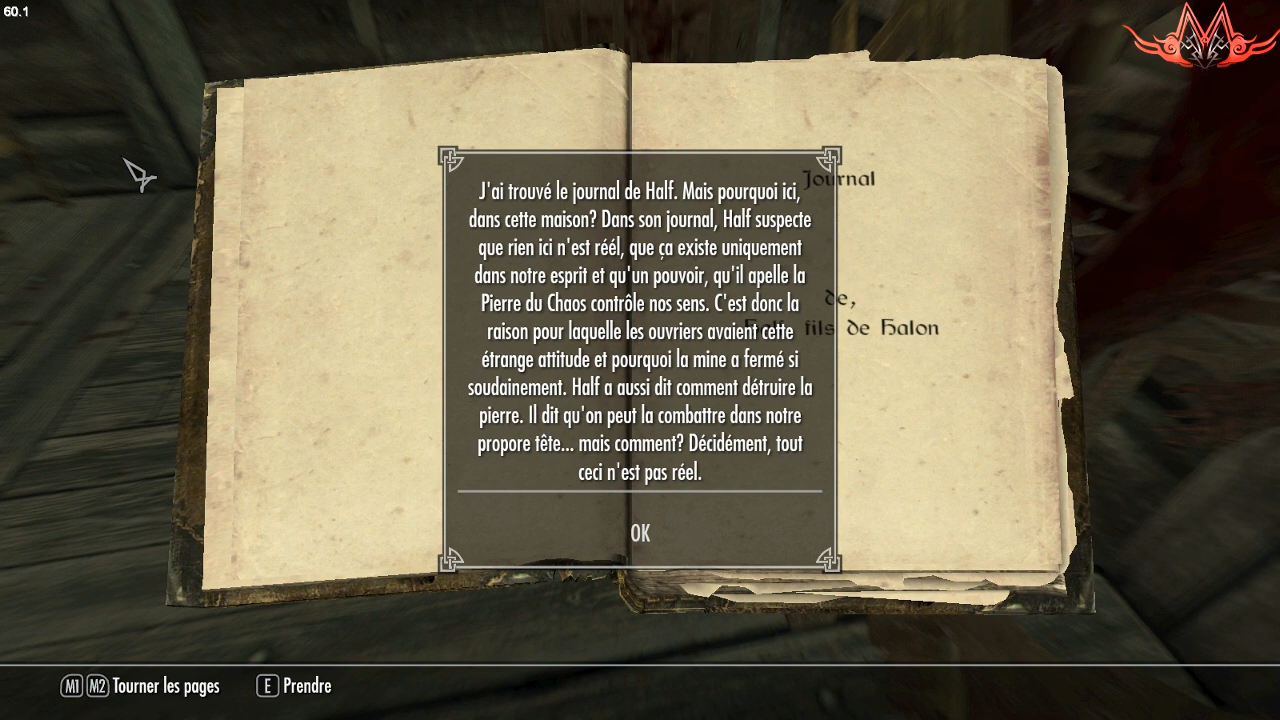 60.1
Journal
de,
fils de Halon
J'ai trouvé le journal de Half. Mais pourquoi ici,
dans cette maison? Dans son journal, Half suspecte
que rien ici n'est réél, que ça existe uniquement
dans notre esprit et qu'un pouvoir, qu'il apelle la
Pierre du Chaos contrôle nos sens. C'est donc la
raison pour laquelle les ouvriers avaient cette
étrange attitude et pourquoi la mine a fermé si
soudainement. Half a aussi dit comment détruire la
pierre. Il dit qu'on peut la combattre dans notre
propore tête... mais comment? Décidément, tout
ceci n'est pas réel.
OK
M1 M2 Tourner les pages
E Prendre